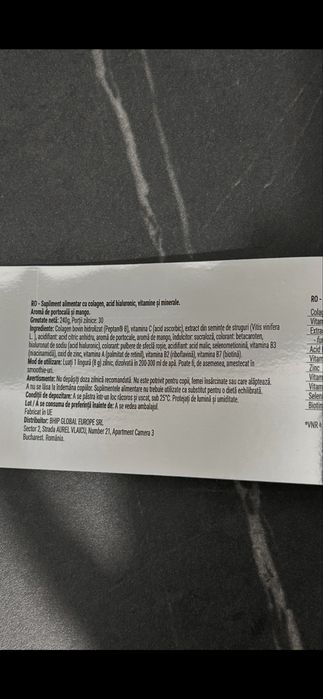 RO - Supliment alimentar cu colagen, acid hialuronic, vitamine și minerale.
Aromă de portocală și mango.
Greutate netă: 240g. Porții zilnice: 30
Ingrediente: Colagen bovin hidrolizat (Peptan® B), vitamina C (acid ascorbic), extract din semințe de struguri (Vitis vinifera
L. ), acidifiant: acid citric anhidru, aromă de portocale, aromă de mango, îndulcitor: sucraloză, colorant: betacaroten,
hialuronat de sodiu (acid hialuronic), colorant: pulbere de sfeclă roșie, acidifiant: acid malic, selenometionină, vitamina B3
(niacinamidă), oxid de zinc, vitamina A (palmitat de retinil), vitamina B2 (riboflavină), vitamina B7 (biotină).
Mod de utilizare: Luați 1 lingură (8 g) zilnic, dizolvată în 200-300 ml de apă. Poate fi, de asemenea, amestecat în
smoothie-uri.
Avertismente: Nu depășiți doza zilnică recomandată. Nu este potrivit pentru copii, femei însărcinate sau care alăptează.
A nu se lăsa la îndemâna copiilor. Suplimentele alimentare nu trebuie utilizate ca substitut pentru o dietă echilibrată.
Condiții de depozitare: A se păstra într-un loc răcoros și uscat, sub 25°C. Protejați de lumină și umiditate.
Lot / A se consuma de preferință înainte de: A se vedea ambalajul.
Fabricat în UE
Distribuitor: BHIP GLOBAL EUROPE SRL
Sector 2, Strada AUREL VLAICU, Number 21, Apartment Camera 3
Bucharest. România.
RO -
Colag
Vitam
Extra
- fu
Acid
Vitam
Zinc
Vitam
Vitam
Vitam
Selen
Biotin
*VNR